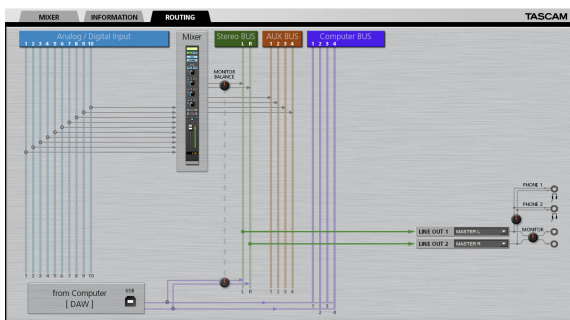 MIXER INFORMATION ROUTING TASCAM
Analog / Digital Input Mixer Stereo BUS AUX BUS Computer BUS
1 2 3 4 5 6 7 8 9 10 L R 1 2 3 4 1 2 3 4
MONITOR
BALANCE
PHONE 1
PHONE 2
LINE OUT 1 MASTER L MONITOR
LINE OUT 2 MASTER R
1 2 3 4 5 6 7 8 9 10
L R 1 2 3 4
from Computer USB
[ DAW ]
1 3
2 4